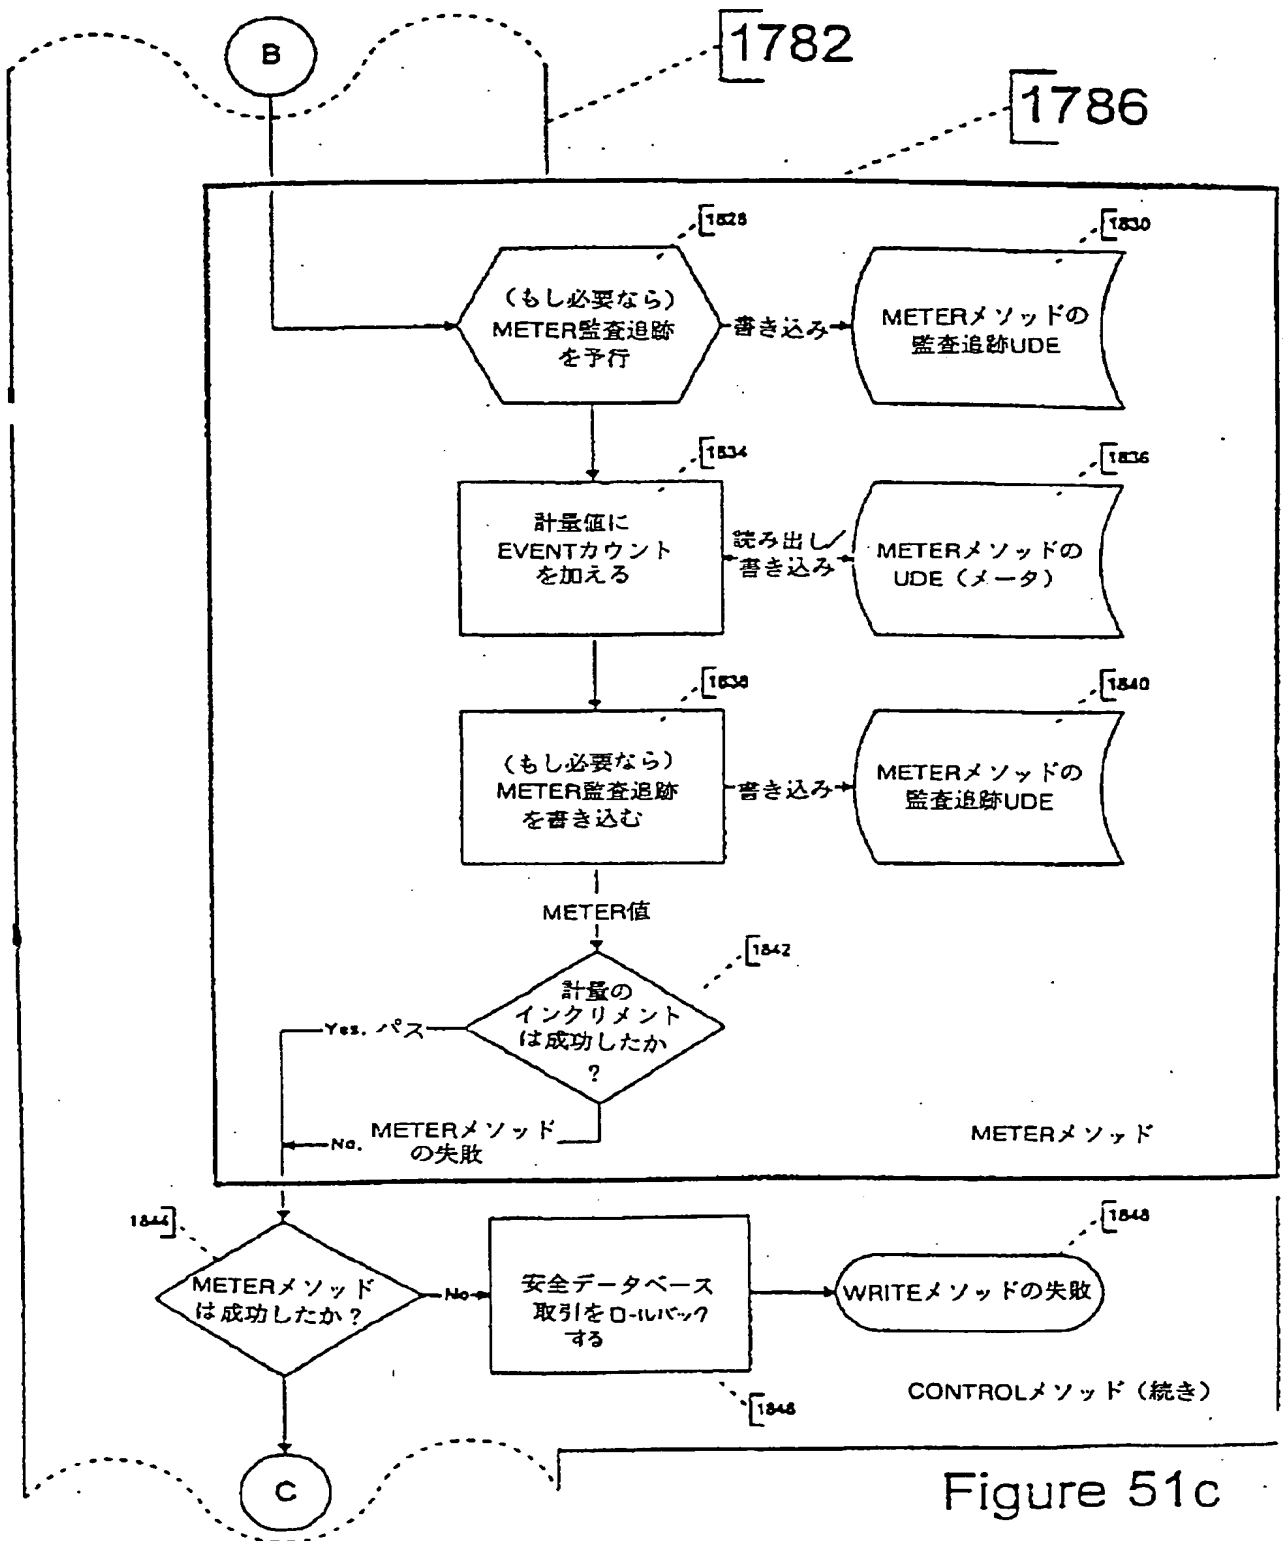 B
1782
1786
1828
(もし必要なら)
METER監査追跡
を予行
書き込み
1830
METERメソッドの
監査追跡UDE
1834
計量値に
EVENTカウント
を加える
読み出し/
書き込み
1836
METERメソッドの
UDE(メータ)
1838
(もし必要なら)
METER監査追跡
を書き込む
書き込み
1840
METERメソッドの
監査追跡UDE
METER値
1842
計量の
インクリメント
は成功したか
?
Yes. パス
No. METERメソッド
の失敗
METERメソッド
1844
METERメソッド
は成功したか?
No
安全データベース
取引をロールバック
する
1846
1848
WRITEメソッドの失敗
CONTROLメソッド(続き)
C
Figure 51c